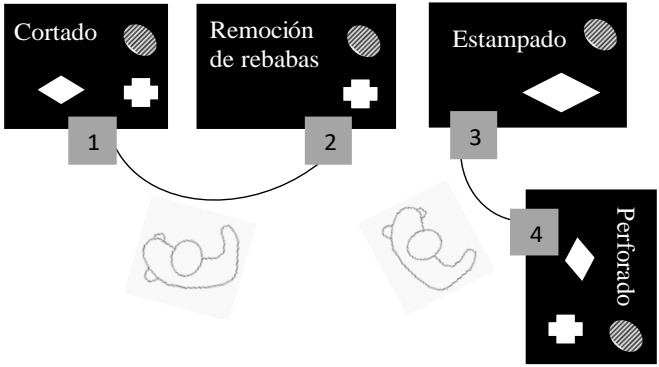 Cortado
Remoción
de rebabas
Estampado
1
2
3
4
Perforado